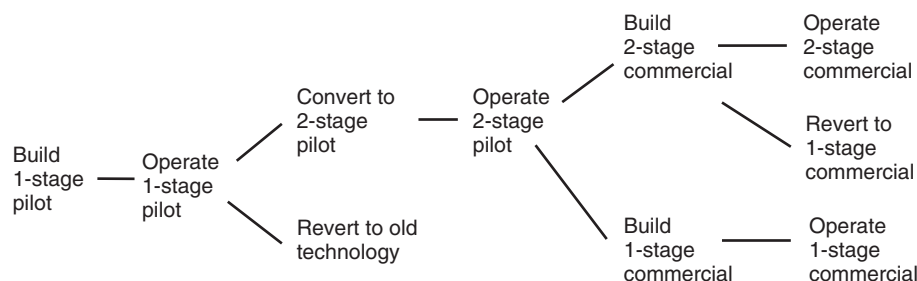 Build
1-stage
pilot
Operate
1-stage
pilot
Convert to
2-stage
pilot
Revert to old
technology
Operate
2-stage
pilot
Build
2-stage
commercial
Operate
2-stage
commercial
Revert to
1-stage
commercial
Build
1-stage
commercial
Operate
1-stage
commercial